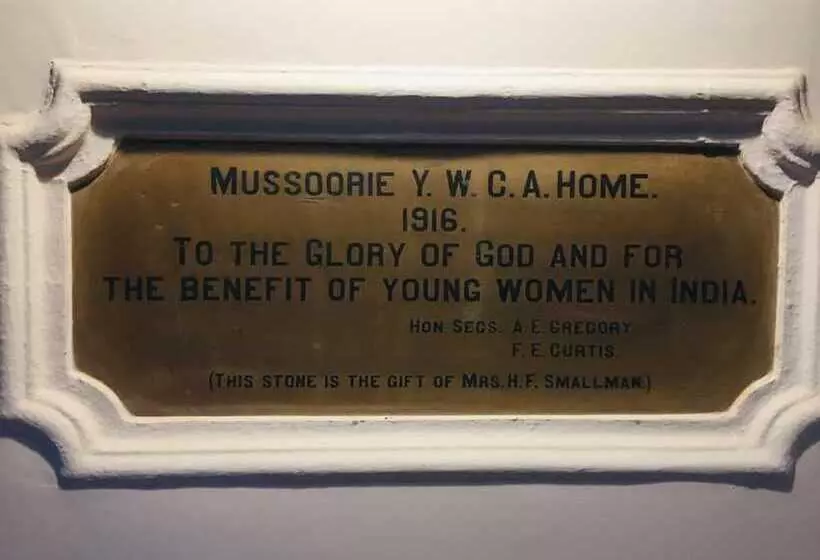 MUSSOORIE Y. W. C. A. HOME.
1916.
TO THE GLORY OF GOD AND FOR
THE BENEFIT OF YOUNG WOMEN IN INDIA.
HON SECS. A. E. GREGORY
F. E. CURTIS.
(THIS STONE IS THE GIFT OF MRS. H. F. SMALLMAN.)